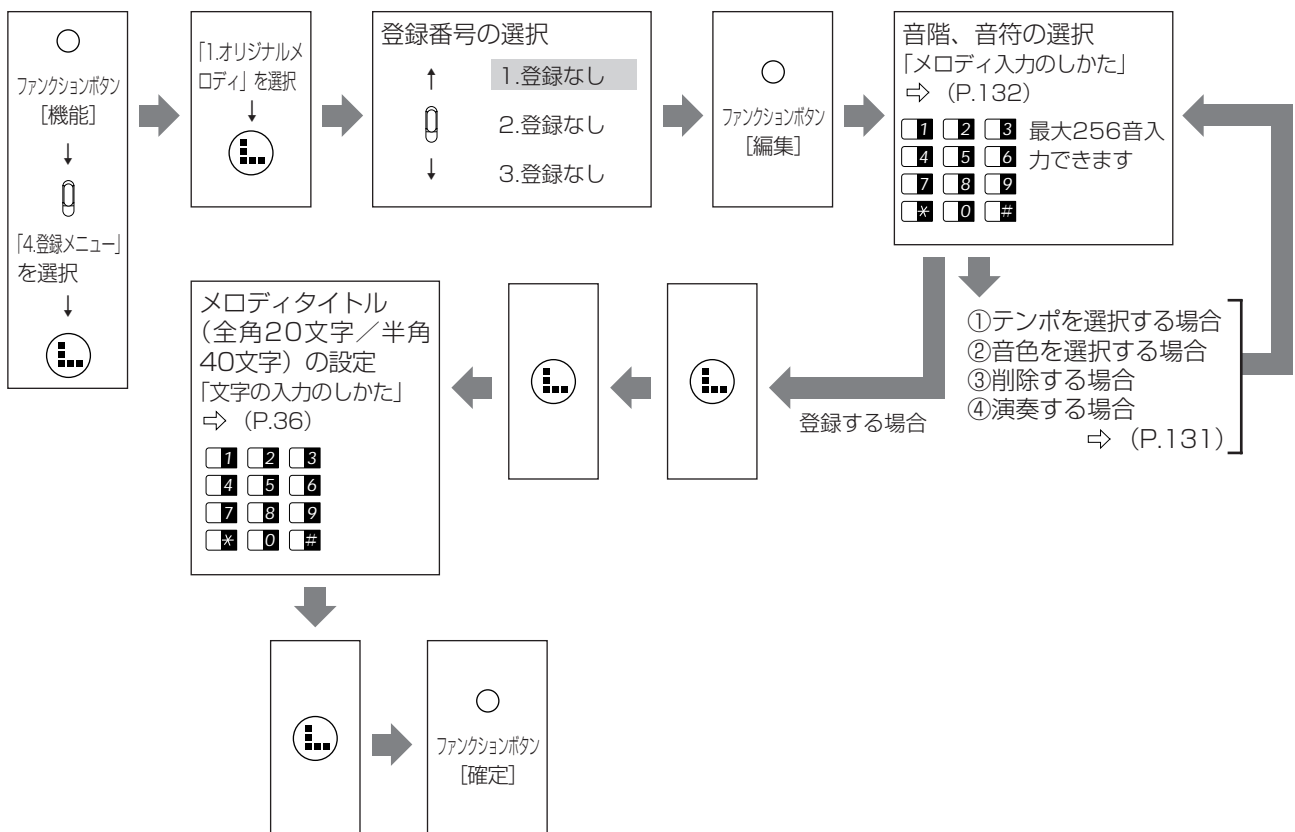 ファンクションボタン
［機能］
↓
「4.登録メニュー」
を選択
↓
「1.オリジナルメ
ロディ」を選択
↓
登録番号の選択
↑
1.登録なし
2.登録なし
↓
3.登録なし
ファンクションボタン
［編集］
音階、音符の選択
「メロディ入力のしかた」
⇨（P.132）
1 2 3
4 5 6
7 8 9
* 0 #
最大256音入
力できます
①テンポを選択する場合
②音色を選択する場合
③削除する場合
④演奏する場合
⇨（P.131）
登録する場合
メロディタイトル
（全角20文字／半角
40文字）の設定
「文字の入力のしかた」
⇨（P.36）
1 2 3
4 5 6
7 8 9
* 0 #
ファンクションボタン
［確定］